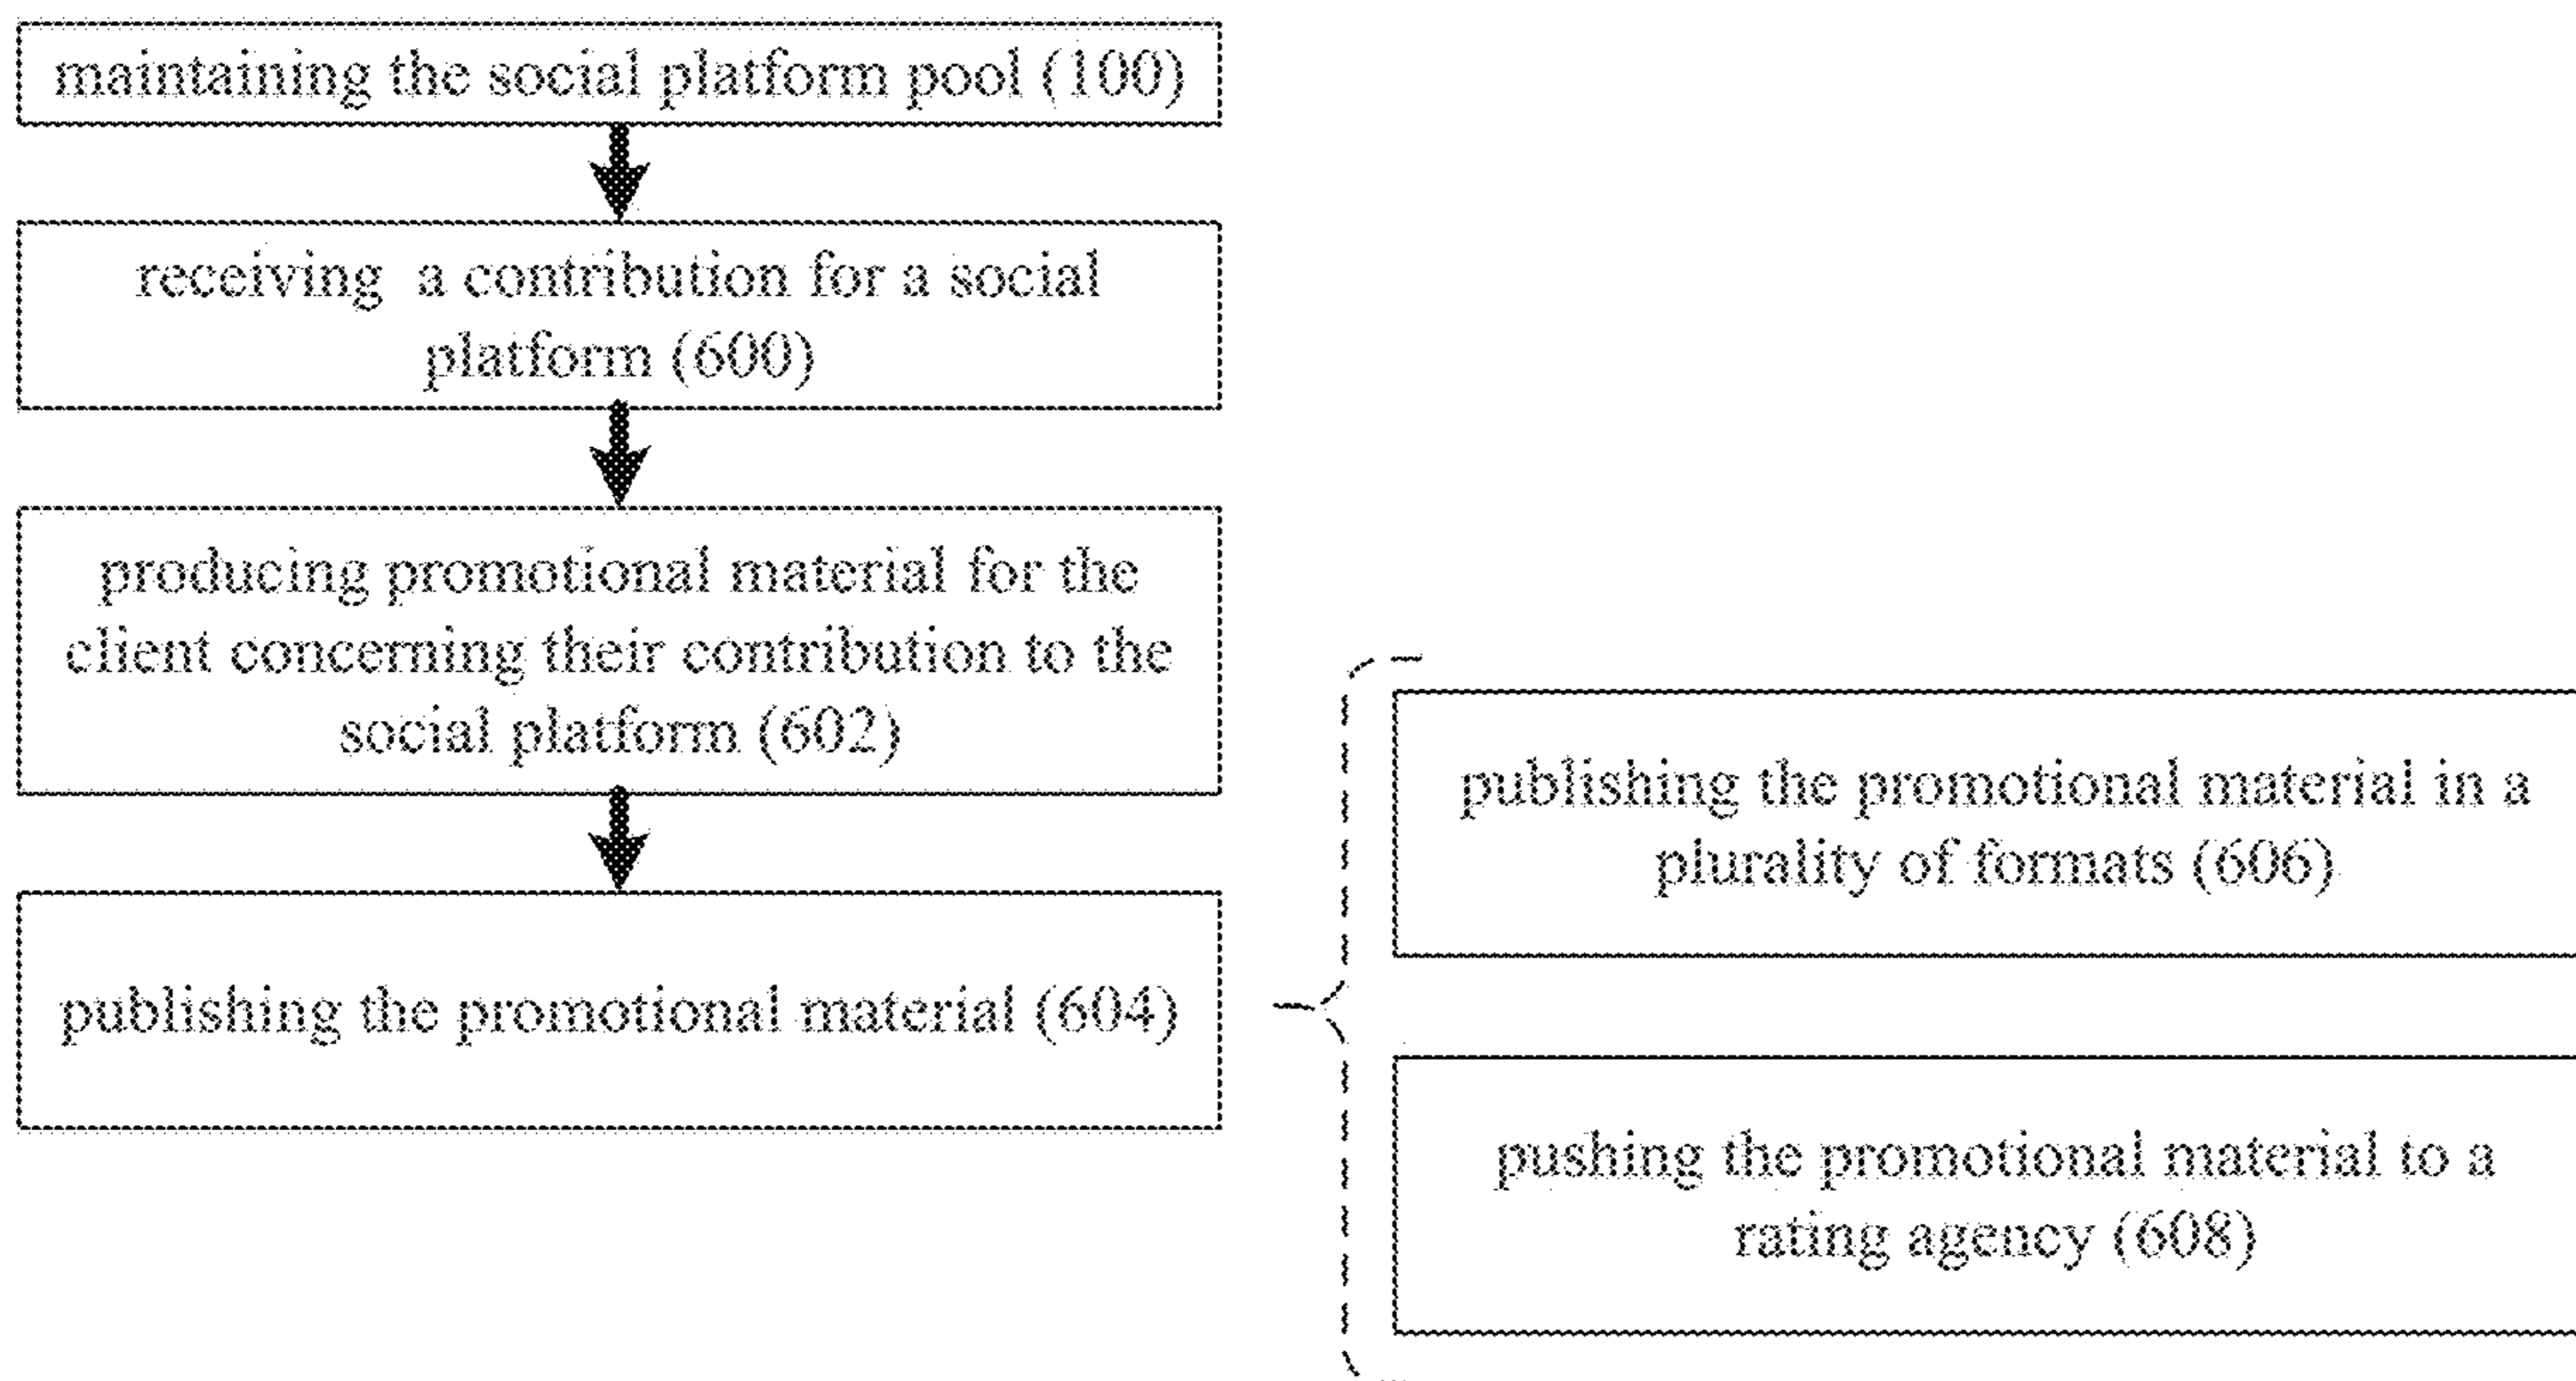 maintaining the social platform pool (100)
receiving a contribution for a social
platform (600)
producing promotional material for the
client concerning their contribution to the
social platform (602)
publishing the promotional material (604)
publishing the promotional material in a
plurality of formats (606)
pushing the promotional material to a
rating agency (608)